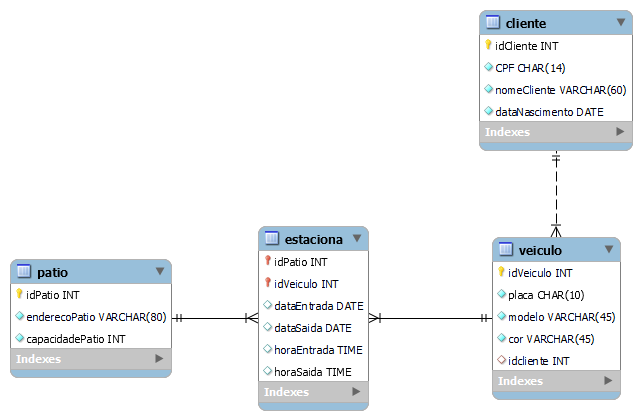 cliente
idCliente INT
CPF CHAR(14)
nomeCliente VARCHAR(60)
dataNascimento DATE
Indexes
patio
idPatio INT
enderecoPatio VARCHAR(80)
capacidadePatio INT
Indexes
estaciona
idPatio INT
idVeiculo INT
dataEntrada DATE
dataSaida DATE
horaEntrada TIME
horaSaida TIME
Indexes
veiculo
idVeiculo INT
placa CHAR(10)
modelo VARCHAR(45)
cor VARCHAR(45)
idcliente INT
Indexes